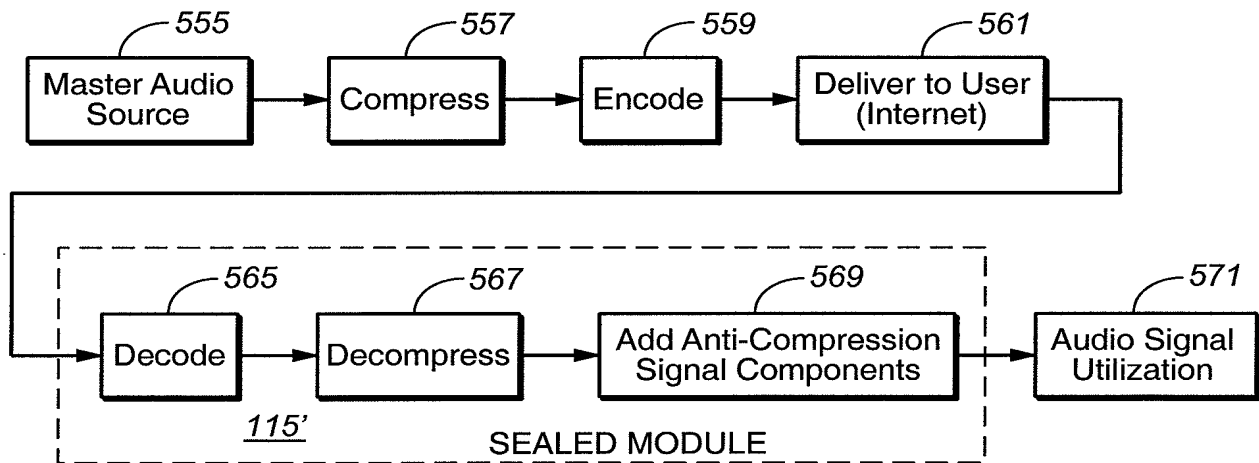 555
557
559
561
Master Audio
Source
Compress
Encode
Deliver to User
(Internet)
565
567
569
571
Decode
Decompress
Add Anti-Compression
Signal Components
Audio Signal
Utilization
115'
SEALED MODULE